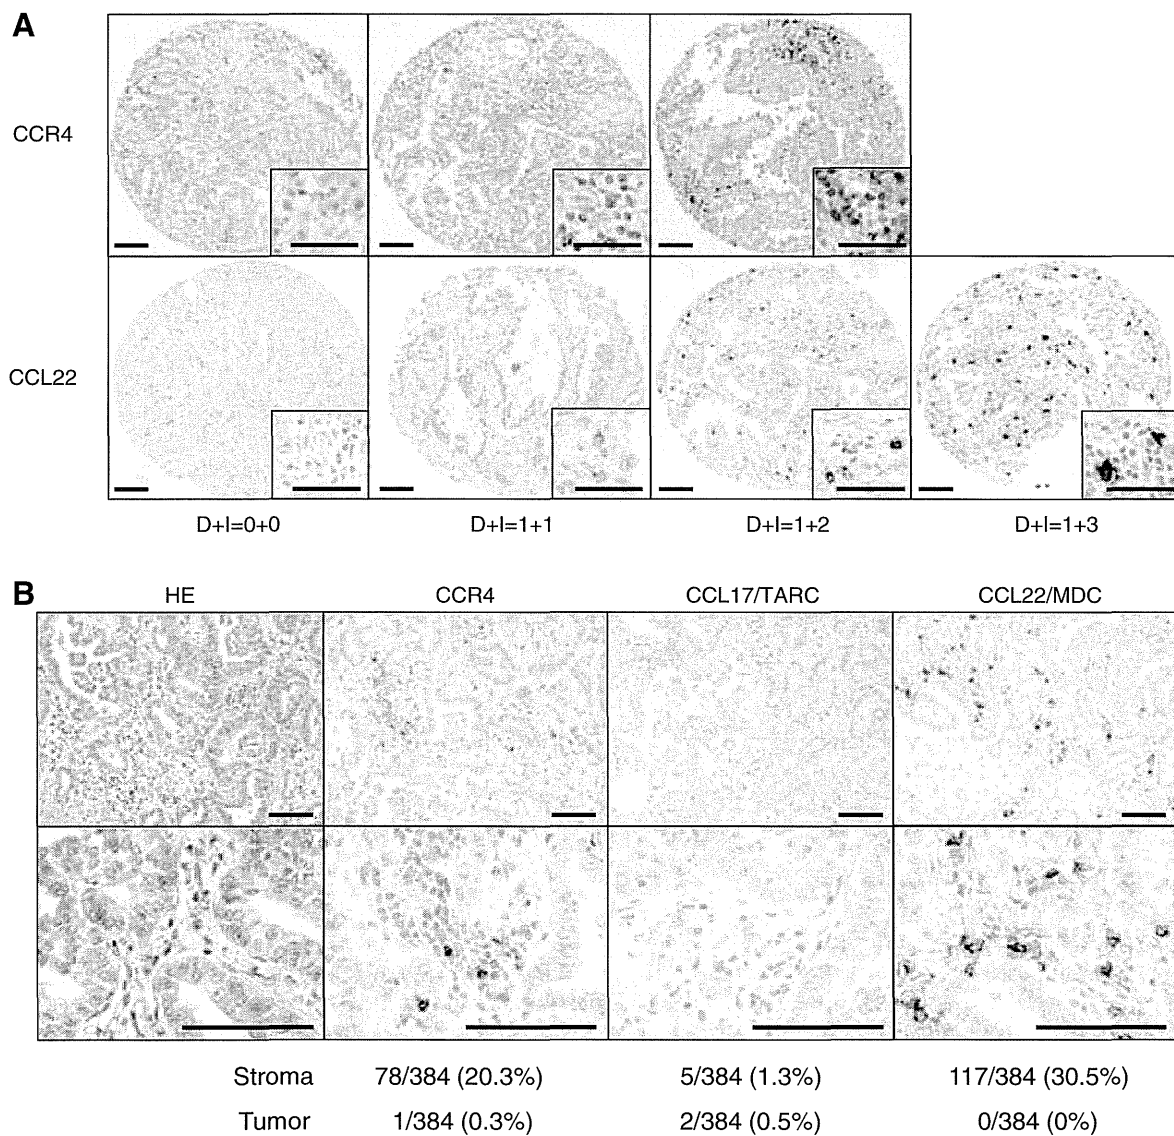 A
CCR4
CCL22
D+I=0+0 D+I=1+1 D+I=1+2 D+I=1+3
B
HE CCR4 CCL17/TARC CCL22/MDC
Stroma 78/384 (20.3%) 5/384 (1.3%) 117/384 (30.5%)
Tumor 1/384 (0.3%) 2/384 (0.5%) 0/384 (0%)